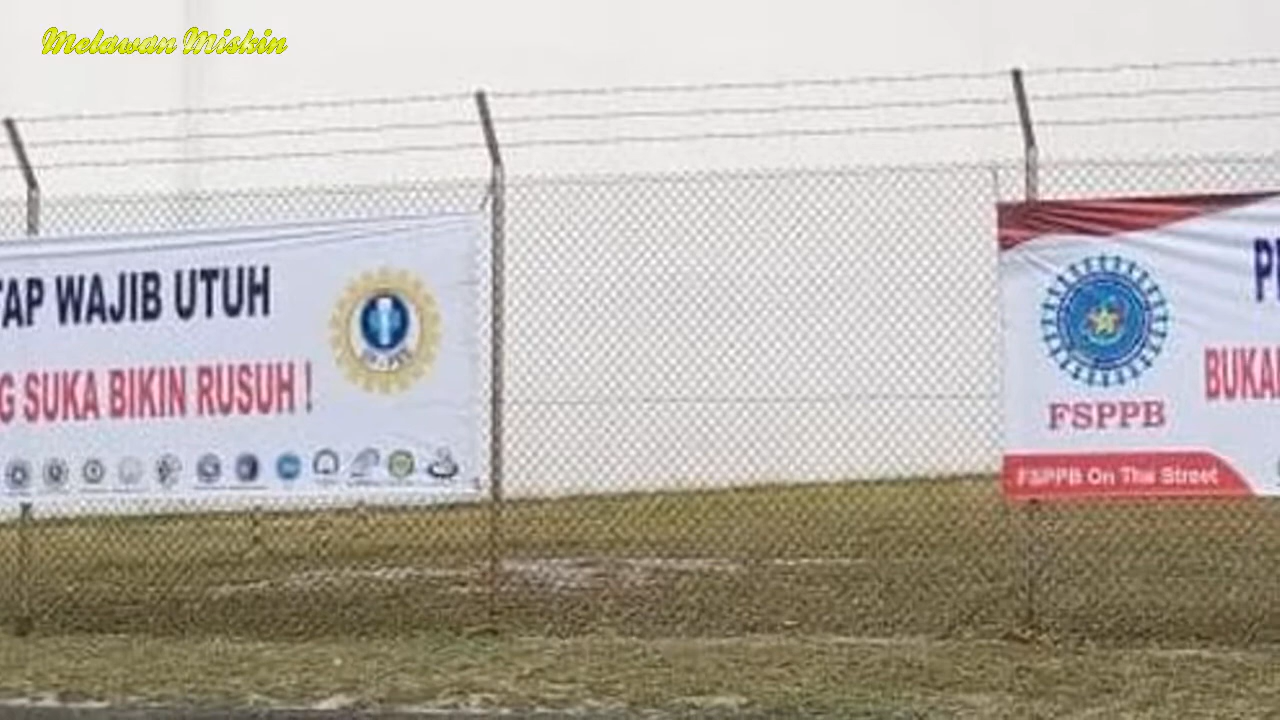 Melawan Miskin
TAP WAJIB UTUH
G SUKA BIKIN RUSUH !
FSPPB
BUKA
FSPPB On The Street